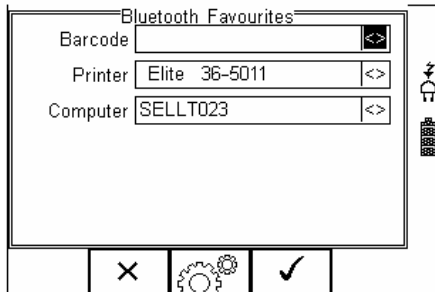 Bluetooth Favourites
Barcode <>
Printer Elite 36-5011 <>
Computer SELLT023 <>